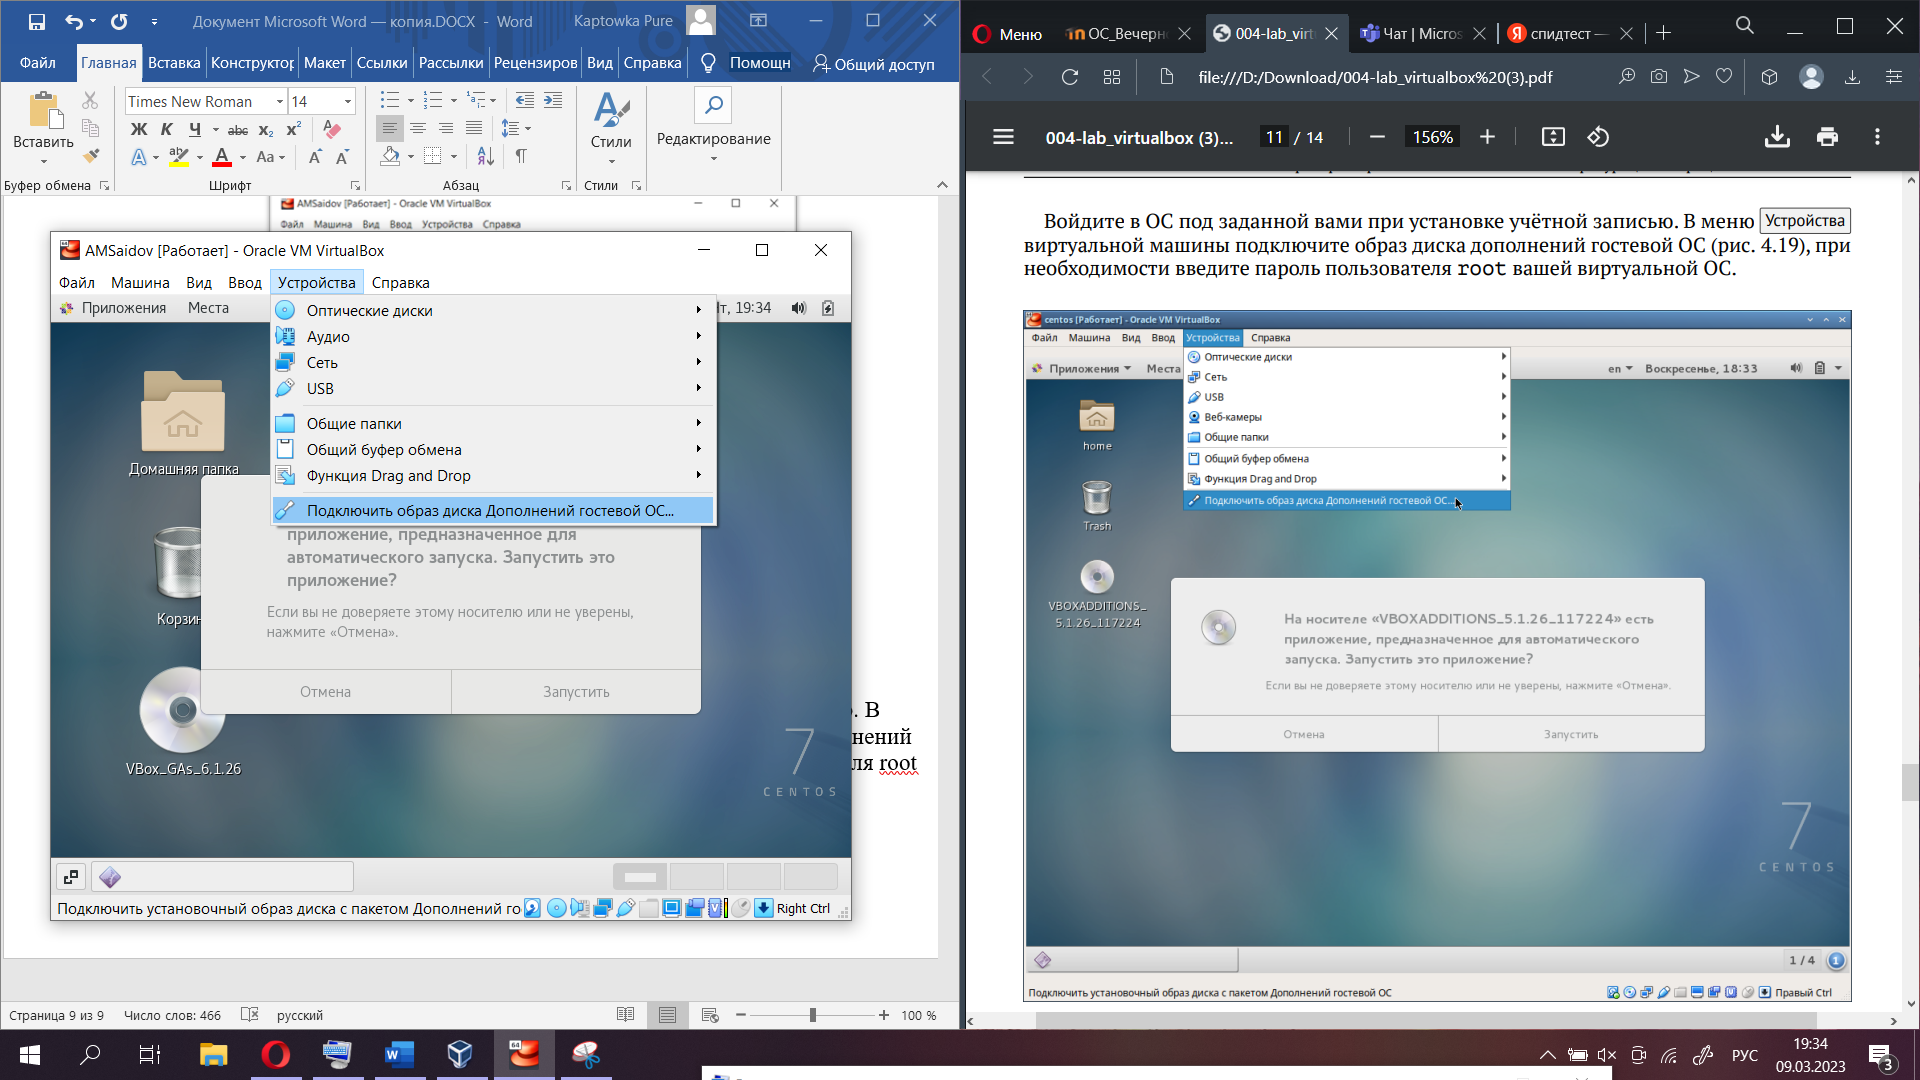 Документ Microsoft Word — копия.DOCX - Word
Kaptowka Pure
Файл Главная Вставка Конструктор Макет Ссылки Рассылки Рецензиров Вид Справка Помощн Общий доступ
Вставить
Буфер обмена
Times New Roman 14
Ж К Ч abc x₂ x²
Aa
Шрифт
Абзац
Стили
Стили
Редактирование
AMSaidov [Работает] - Oracle VM VirtualBox
Файл Машина Вид Ввод Устройства Справка
AMSaidov [Работает] - Oracle VM VirtualBox
Файл Машина Вид Ввод Устройства Справка
Приложения Места
19:34
Оптические диски
Аудио
Сеть
USB
Общие папки
Общий буфер обмена
Функция Drag and Drop
Подключить образ диска Дополнений гостевой ОС...
Домашняя папка
Корзин
VBox_GAs_6.1.26
приложение, предназначенное для
автоматического запуска. Запустить это
приложение?
Если вы не доверяете этому носителю или не уверены,
нажмите «Отмена».
Отмена Запустить
7
CENTOS
. В
нений
ля root
Подключить установочный образ диска с пакетом Дополнений го
Right Ctrl
Страница 9 из 9 Число слов: 466 русский
100 %
Меню
ОС_Вечерн
004-lab_virt
Чат | Micros
спидтест —
file:///D:/Download/004-lab_virtualbox%20(3).pdf
004-lab_virtualbox (3)... 11 / 14 156%
Войдите в ОС под заданной вами при установке учётной записью. В меню Устройства
виртуальной машины подключите образ диска дополнений гостевой ОС (рис. 4.19), при
необходимости введите пароль пользователя root вашей виртуальной ОС.
centos [Работает] - Oracle VM VirtualBox
Файл Машина Вид Ввод Устройства Справка
Приложения Места
en Воскресенье, 18:33
Оптические диски
Сеть
USB
Веб-камеры
Общие папки
Общий буфер обмена
Функция Drag and Drop
Подключить образ диска Дополнений гостевой ОС...
home
Trash
VBOXADDITIONS_
5.1.26_117224
На носителе «VBOXADDITIONS_5.1.26_117224» есть
приложение, предназначенное для автоматического
запуска. Запустить это приложение?
Если вы не доверяете этому носителю или не уверены, нажмите «Отмена».
Отмена Запустить
7
CENTOS
1 / 4 1
Подключить установочный образ диска с пакетом Дополнений гостевой ОС
Правый Ctrl
64
РУС
19:34
09.03.2023
3